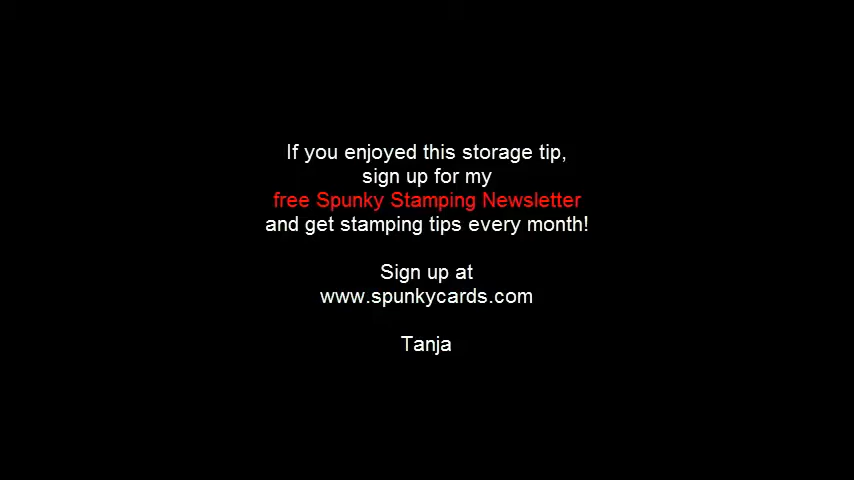 If you enjoyed this storage tip,
sign up for my
free Spunky Stamping Newsletter
and get stamping tips every month!
Sign up at
www.spunkycards.com
Tanja